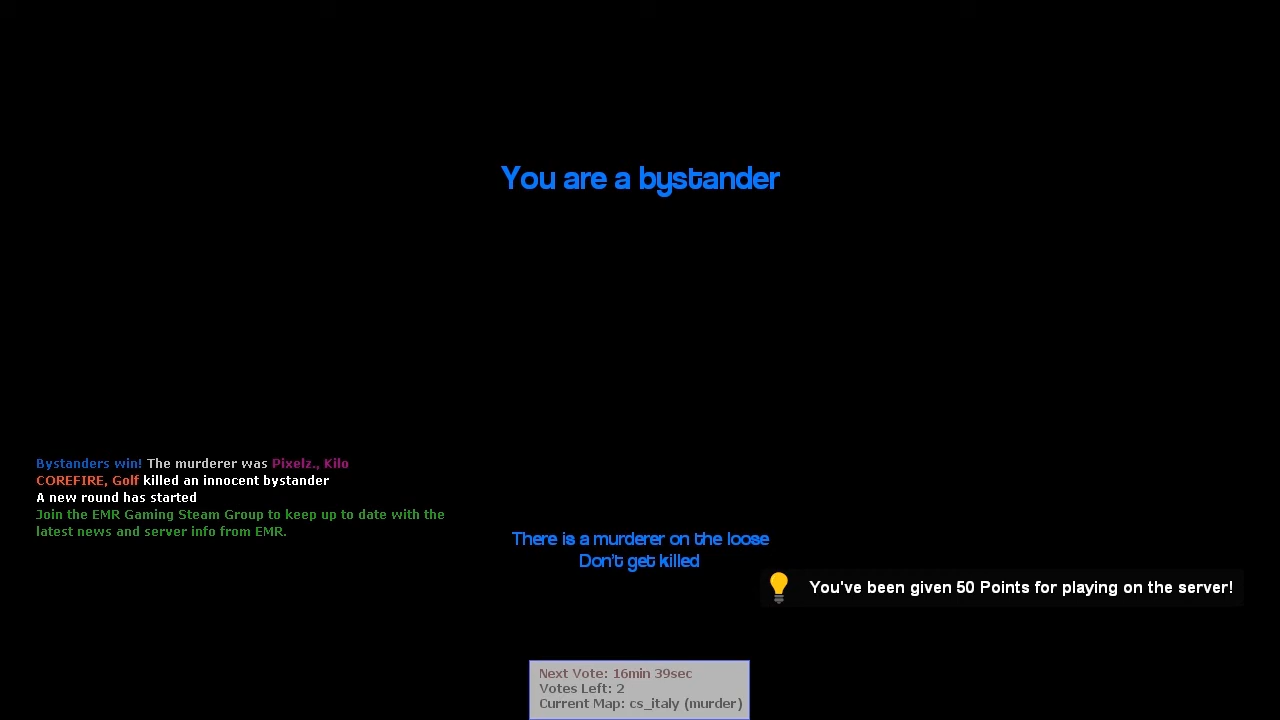 You are a bystander
Bystanders win! The murderer was Pixelz., Kilo
COREFIRE, Golf killed an innocent bystander
A new round has started
Join the EMR Gaming Steam Group to keep up to date with the
latest news and server info from EMR.
There is a murderer on the loose
Don't get killed
You've been given 50 Points for playing on the server!
Next Vote: 16min 39sec
Votes Left: 2
Current Map: cs_italy (murder)